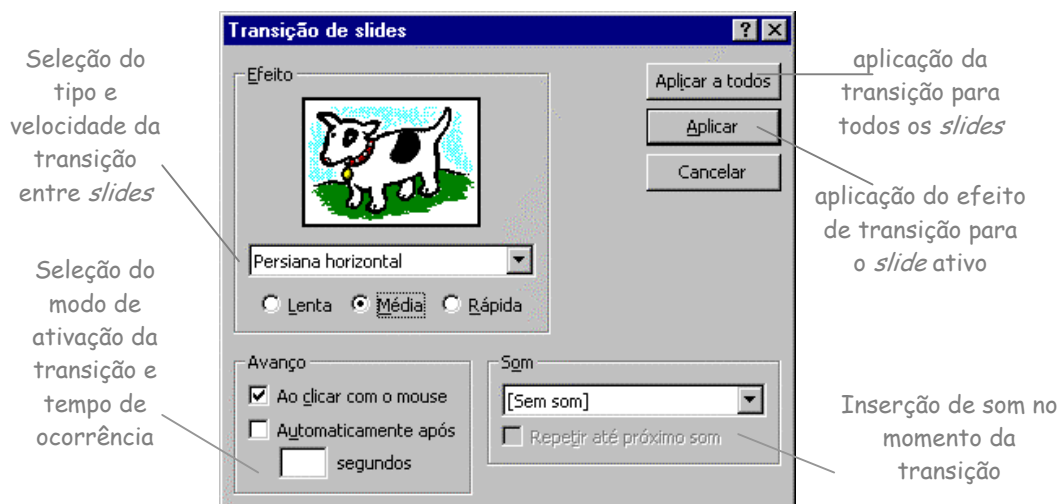 Transição de slides
Seleção do
tipo e
velocidade da
transição
entre slides
Efeito
Persiana horizontal
Lenta Média Rápida
Aplicar a todos
Aplicar
Cancelar
aplicação da
transição para
todos os slides
aplicação do efeito
de transição para
o slide ativo
Seleção do
modo de
ativação da
transição e
tempo de
ocorrência
Avanço
Ao clicar com o mouse
Automaticamente após
segundos
Som
[Sem som]
Repetir até próximo som
Inserção de som no
momento da
transição